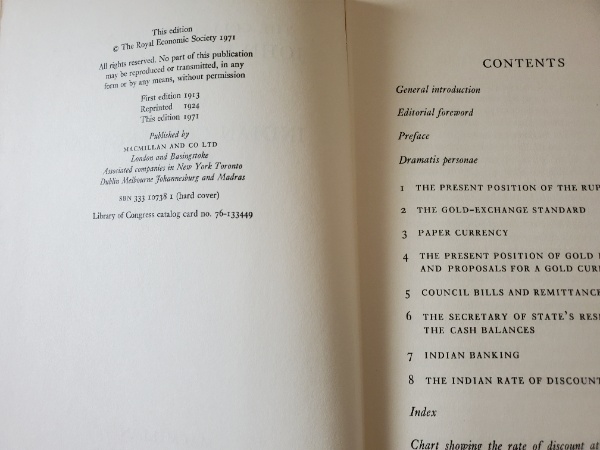 This edition
© The Royal Economic Society 1971
All rights reserved. No part of this publication
may be reproduced or transmitted, in any
form or by any means, without permission
First edition 1913
Reprinted 1924
This edition 1971
Published by
MACMILLAN AND CO LTD
London and Basingstoke
Associated companies in New York Toronto
Dublin Melbourne Johannesburg and Madras
SBN 333 10738 1 (hard cover)
Library of Congress catalog card no. 76-133449
CONTENTS
General introduction
Editorial foreword
Preface
Dramatis personae
1 THE PRESENT POSITION OF THE RUP
2 THE GOLD-EXCHANGE STANDARD
3 PAPER CURRENCY
4 THE PRESENT POSITION OF GOLD
AND PROPOSALS FOR A GOLD CURR
5 COUNCIL BILLS AND REMITTANCE
6 THE SECRETARY OF STATE'S RESE
THE CASH BALANCES
7 INDIAN BANKING
8 THE INDIAN RATE OF DISCOUNT
Index
Chart showing the rate of discount at